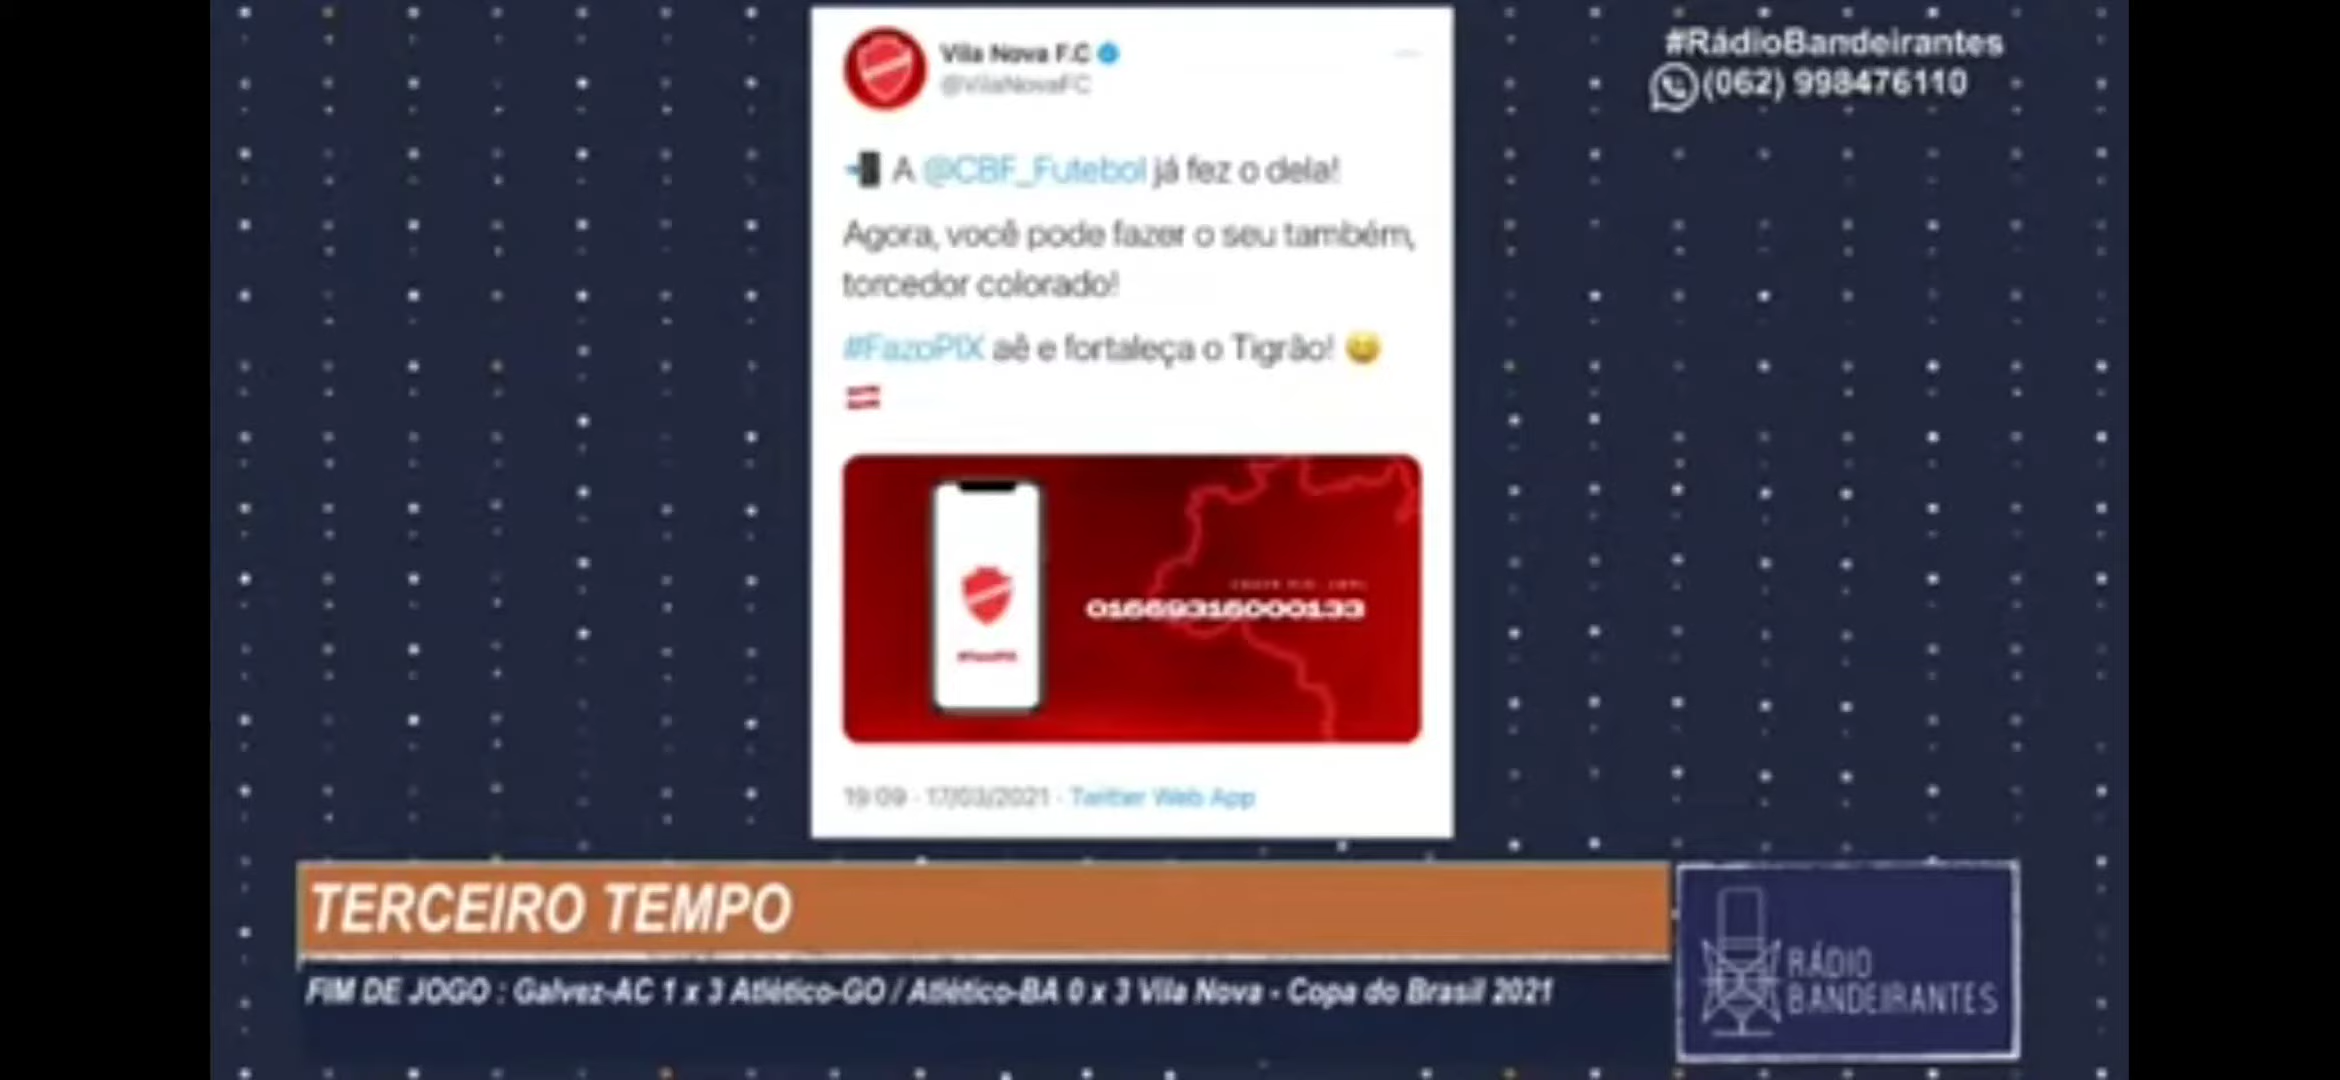 Vila Nova F.C
@VilaNovaFC
#RádioBandeirantes
(062) 998476110
A @CBF_Futebol já fez o dela!
Agora, você pode fazer o seu também,
torcedor colorado!
#FazoPIX aê e fortaleça o Tigrão!
01669316000133
#FazoPIX
19:09 · 17/03/2021 · Twitter Web App
TERCEIRO TEMPO
FIM DE JOGO : Galvez-AC 1 x 3 Atlético-GO / Atlético-BA 0 x 3 Vila Nova - Copa do Brasil 2021
RÁDIO
BANDEIRANTES